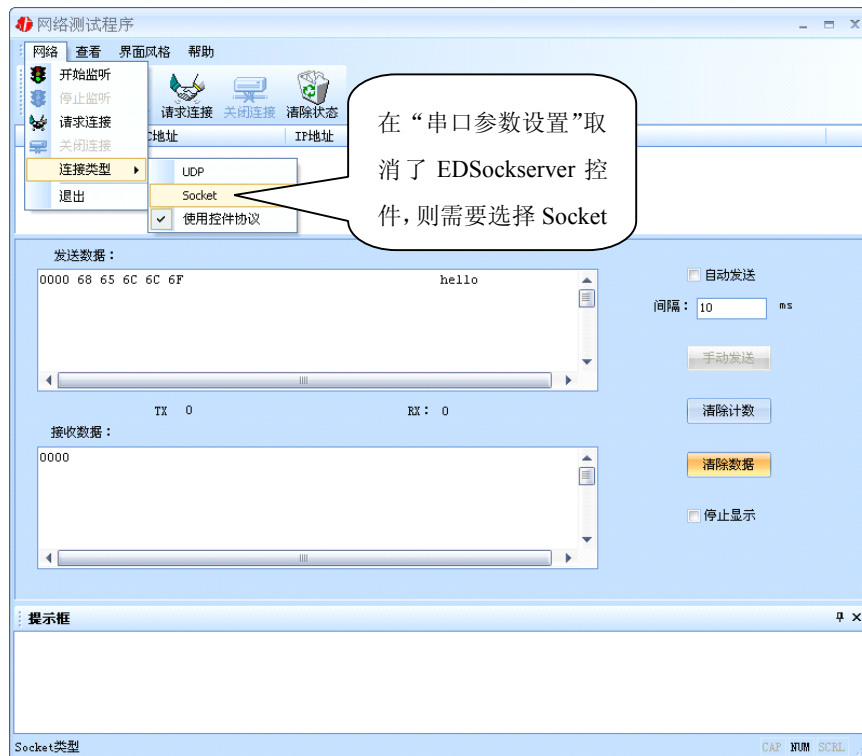 网络测试程序
网络 查看 界面风格 帮助
开始监听
停止监听
请求连接
关闭连接
连接类型
退出
请求连接 关闭连接 清除状态
C地址 IP地址
UDP
Socket
使用控件协议
在“串口参数设置”取
消了 EDSockserver 控
件，则需要选择 Socket
发送数据：
0000 68 65 6C 6C 6F hello
自动发送
间隔： 10 ms
手动发送
TX 0 RX： 0
清除计数
接收数据：
0000
清除数据
停止显示
提示框
Socket类型
CAP NUM SCRL